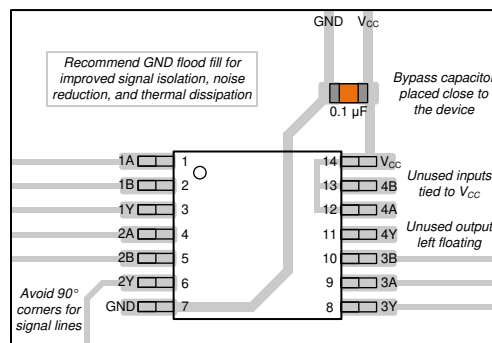 GND VCC
Recommend GND flood fill for
improved signal isolation, noise
reduction, and thermal dissipation
Bypass capacitor
placed close to
the device
0.1 µF
1A 1 14 VCC
1B 2 13 4B
1Y 3 12 4A
2A 4 11 4Y
2B 5 10 3B
2Y 6 9 3A
GND 7 8 3Y
Unused inputs
tied to VCC
Unused output
left floating
Avoid 90°
corners for
signal lines